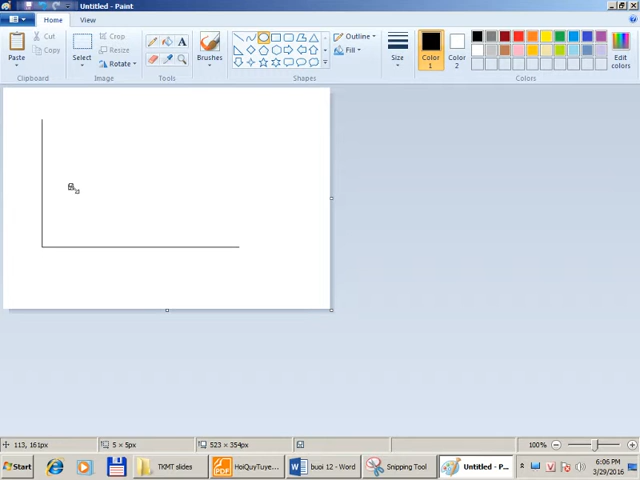 Untitled - Paint
Home
View
Paste
Cut
Copy
Clipboard
Select
Crop
Resize
Rotate
Image
A
Tools
Brushes
Outline
Fill
Shapes
Size
Color 1
Color 2
Edit colors
Colors
113, 161px
5 × 5px
523 × 354px
100%
Start
TKMT slides
PDF
HoiQuyTuye...
buoi 12 - Word
Snipping Tool
Untitled - P...
6:06 PM
3/29/2016